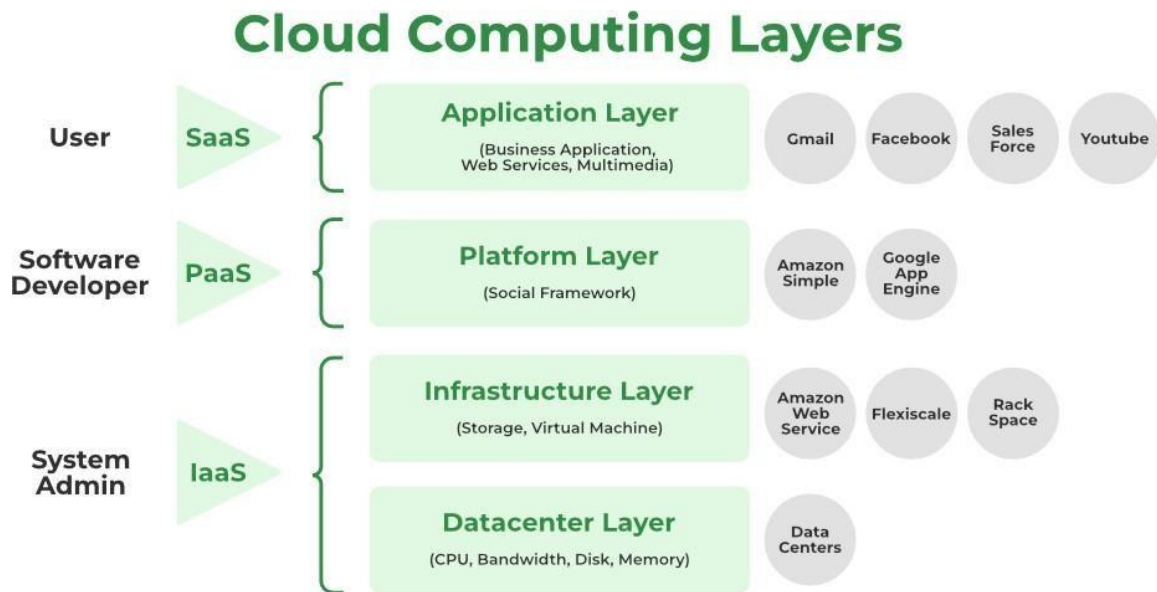 Cloud Computing Layers
User
SaaS
Application Layer
(Business Application,
Web Services, Multimedia)
Gmail
Facebook
Sales
Force
Youtube
Software
Developer
PaaS
Platform Layer
(Social Framework)
Amazon
Simple
Google
App
Engine
System
Admin
IaaS
Infrastructure Layer
(Storage, Virtual Machine)
Amazon
Web
Service
Flexiscale
Rack
Space
Datacenter Layer
(CPU, Bandwidth, Disk, Memory)
Data
Centers